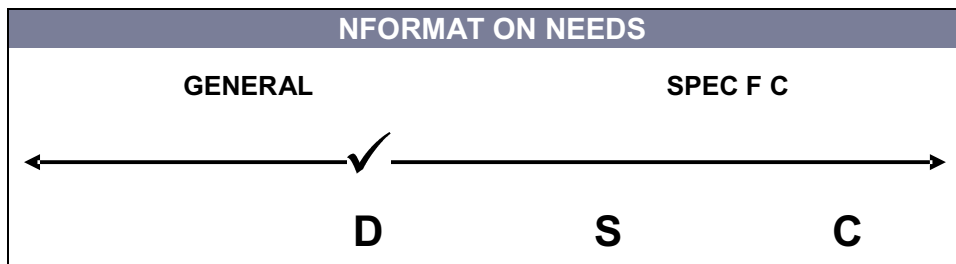 NFORMAT ON NEEDS
GENERAL SPEC F C
D S C